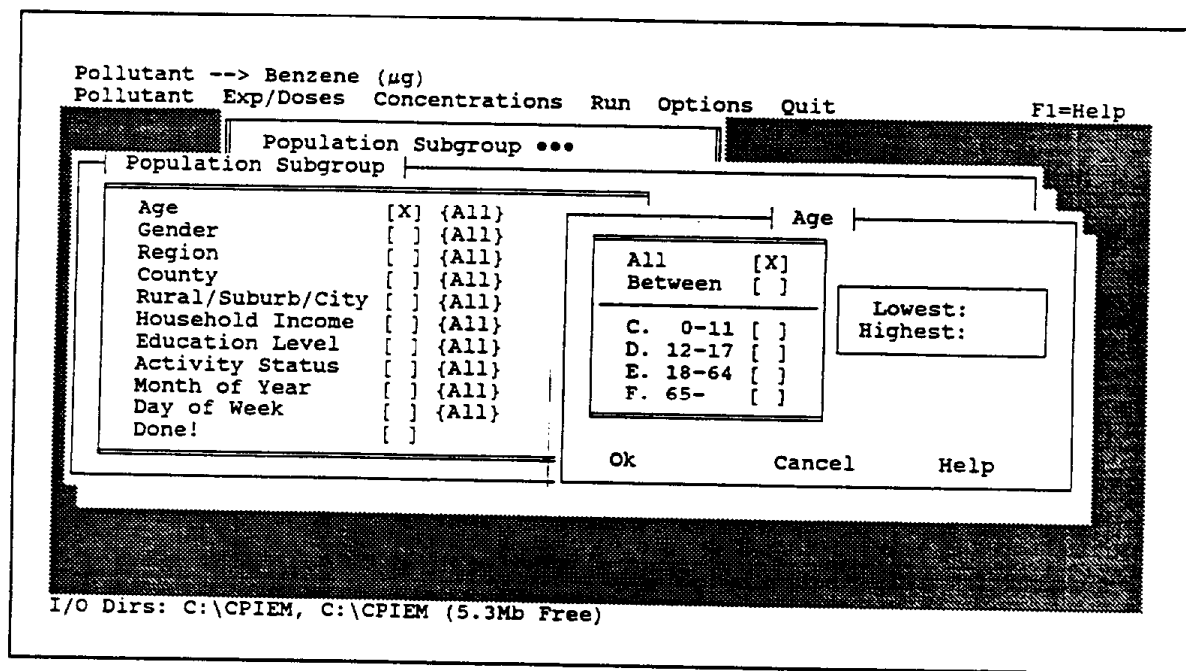 Pollutant --> Benzene (µg)
Pollutant Exp/Doses Concentrations Run Options Quit F1=Help
Population Subgroup •••
Population Subgroup
Age [X] {All}
Gender [ ] {All}
Region [ ] {All}
County [ ] {All}
Rural/Suburb/City [ ] {All}
Household Income [ ] {All}
Education Level [ ] {All}
Activity Status [ ] {All}
Month of Year [ ] {All}
Day of Week [ ] {All}
Done! [ ]
Age
All [X]
Between [ ]
C. 0-11 [ ]
D. 12-17 [ ]
E. 18-64 [ ]
F. 65- [ ]
Lowest:
Highest:
Ok Cancel Help
I/O Dirs: C:\CPIEM, C:\CPIEM (5.3Mb Free)